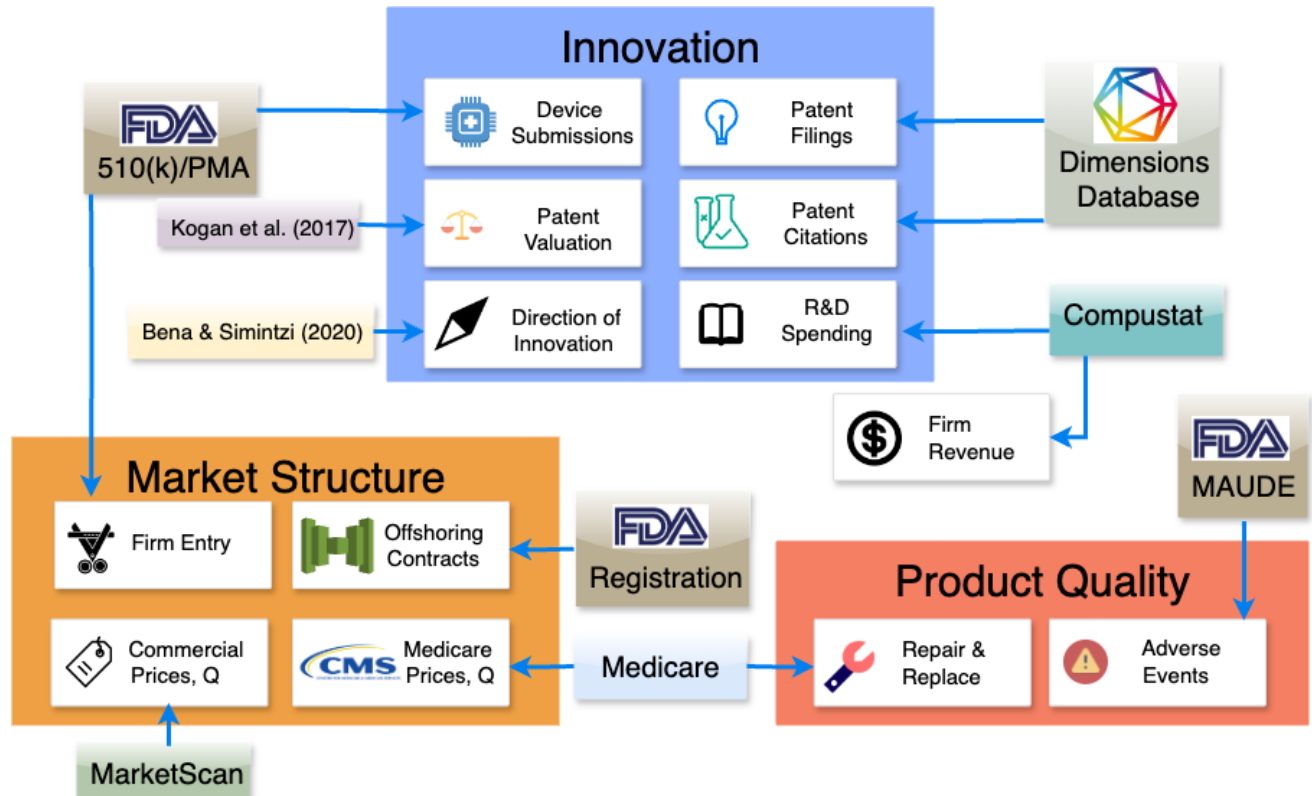 Innovation
FDA
510(k)/PMA
Device
Submissions
Patent
Filings
Dimensions
Database
Kogan et al. (2017)
Patent
Valuation
Patent
Citations
Bena & Simintzi (2020)
Direction of
Innovation
R&D
Spending
Compustat
Firm
Revenue
FDA
MAUDE
Market Structure
Firm Entry
Offshoring
Contracts
FDA
Registration
Product Quality
Commercial
Prices, Q
CMS
Medicare
Prices, Q
Medicare
Repair &
Replace
Adverse
Events
MarketScan